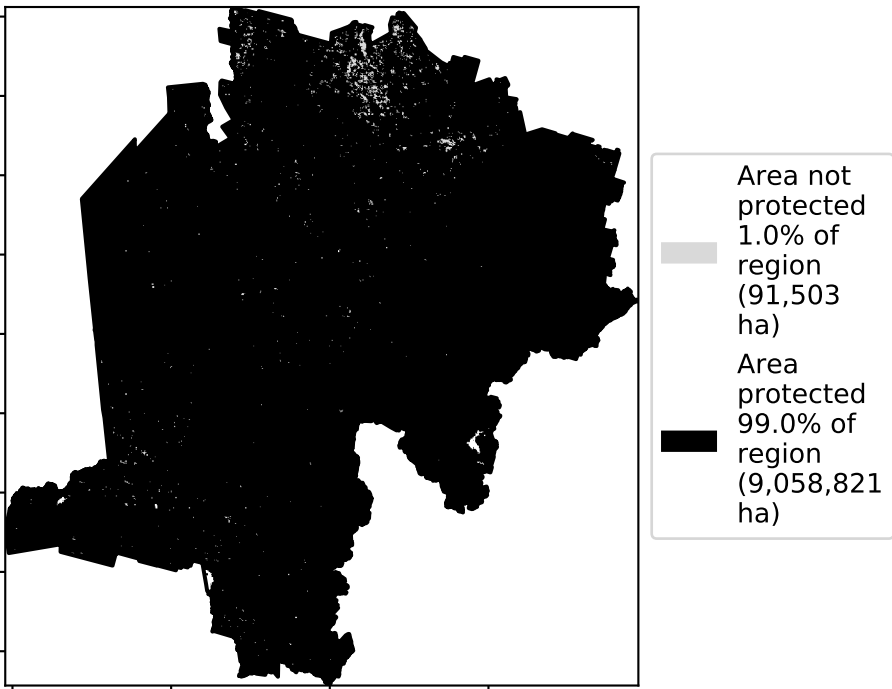 Area not
protected
1.0% of
region
(91,503
ha)
Area
protected
99.0% of
region
(9,058,821
ha)